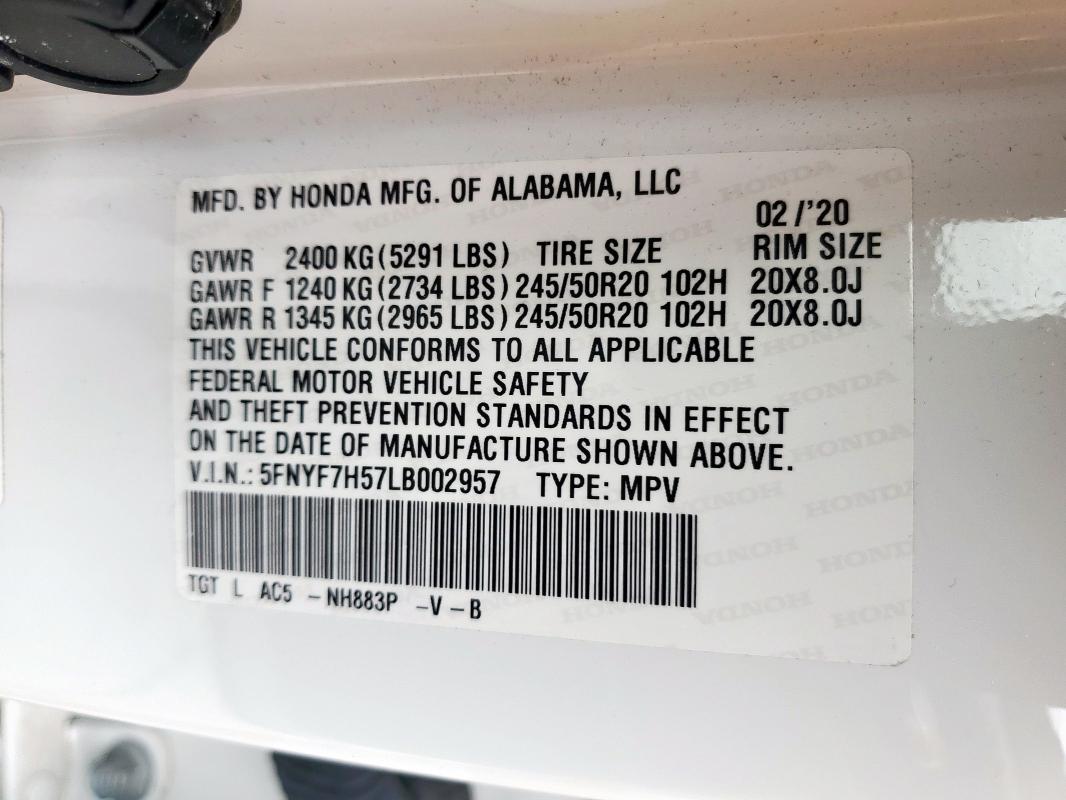 MFD. BY HONDA MFG. OF ALABAMA, LLC
02 /'20
GVWR 2400 KG (5291 LBS) TIRE SIZE RIM SIZE
GAWR F 1240 KG (2734 LBS) 245/50R20 102H 20X8.0J
GAWR R 1345 KG (2965 LBS) 245/50R20 102H 20X8.0J
THIS VEHICLE CONFORMS TO ALL APPLICABLE
FEDERAL MOTOR VEHICLE SAFETY
AND THEFT PREVENTION STANDARDS IN EFFECT
ON THE DATE OF MANUFACTURE SHOWN ABOVE.
V.I.N.: 5FNYF7H57LB002957 TYPE: MPV
TGT L AC5 - NH883P - V - B